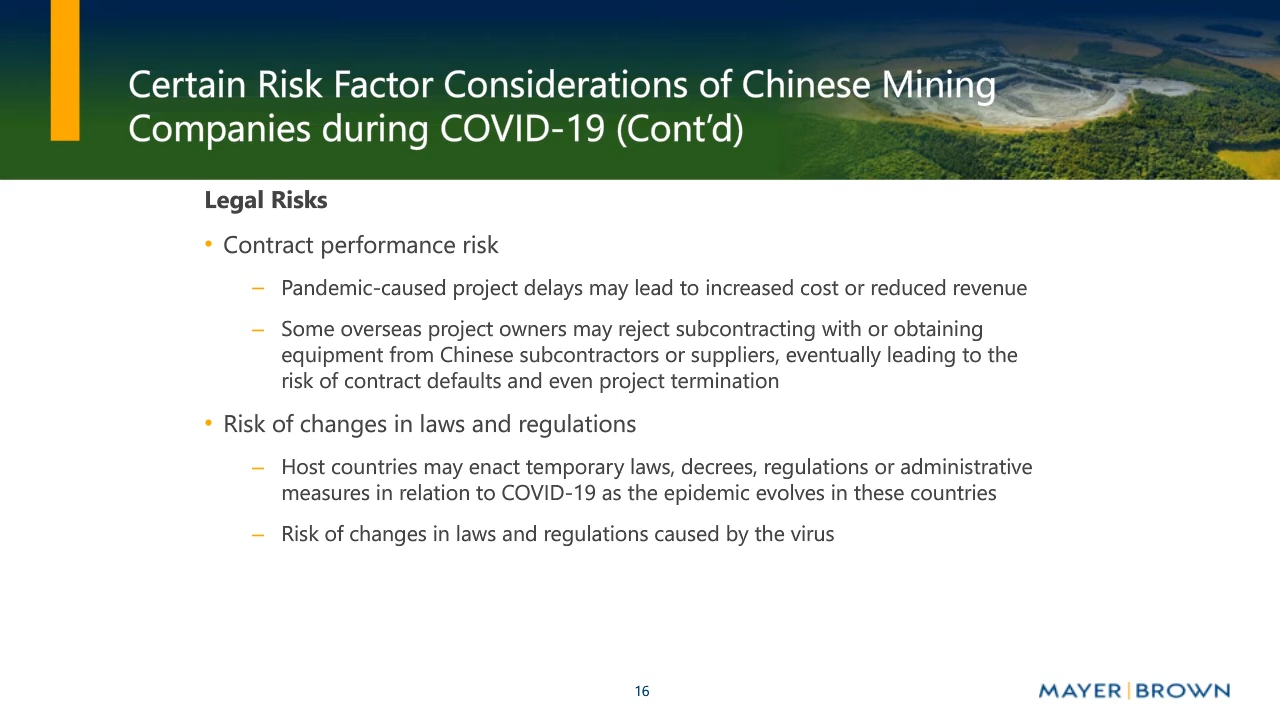 Certain Risk Factor Considerations of Chinese Mining
Companies during COVID-19 (Cont’d)
Legal Risks
• Contract performance risk
– Pandemic-caused project delays may lead to increased cost or reduced revenue
– Some overseas project owners may reject subcontracting with or obtaining
equipment from Chinese subcontractors or suppliers, eventually leading to the
risk of contract defaults and even project termination
• Risk of changes in laws and regulations
– Host countries may enact temporary laws, decrees, regulations or administrative
measures in relation to COVID-19 as the epidemic evolves in these countries
– Risk of changes in laws and regulations caused by the virus
16
MAYER | BROWN